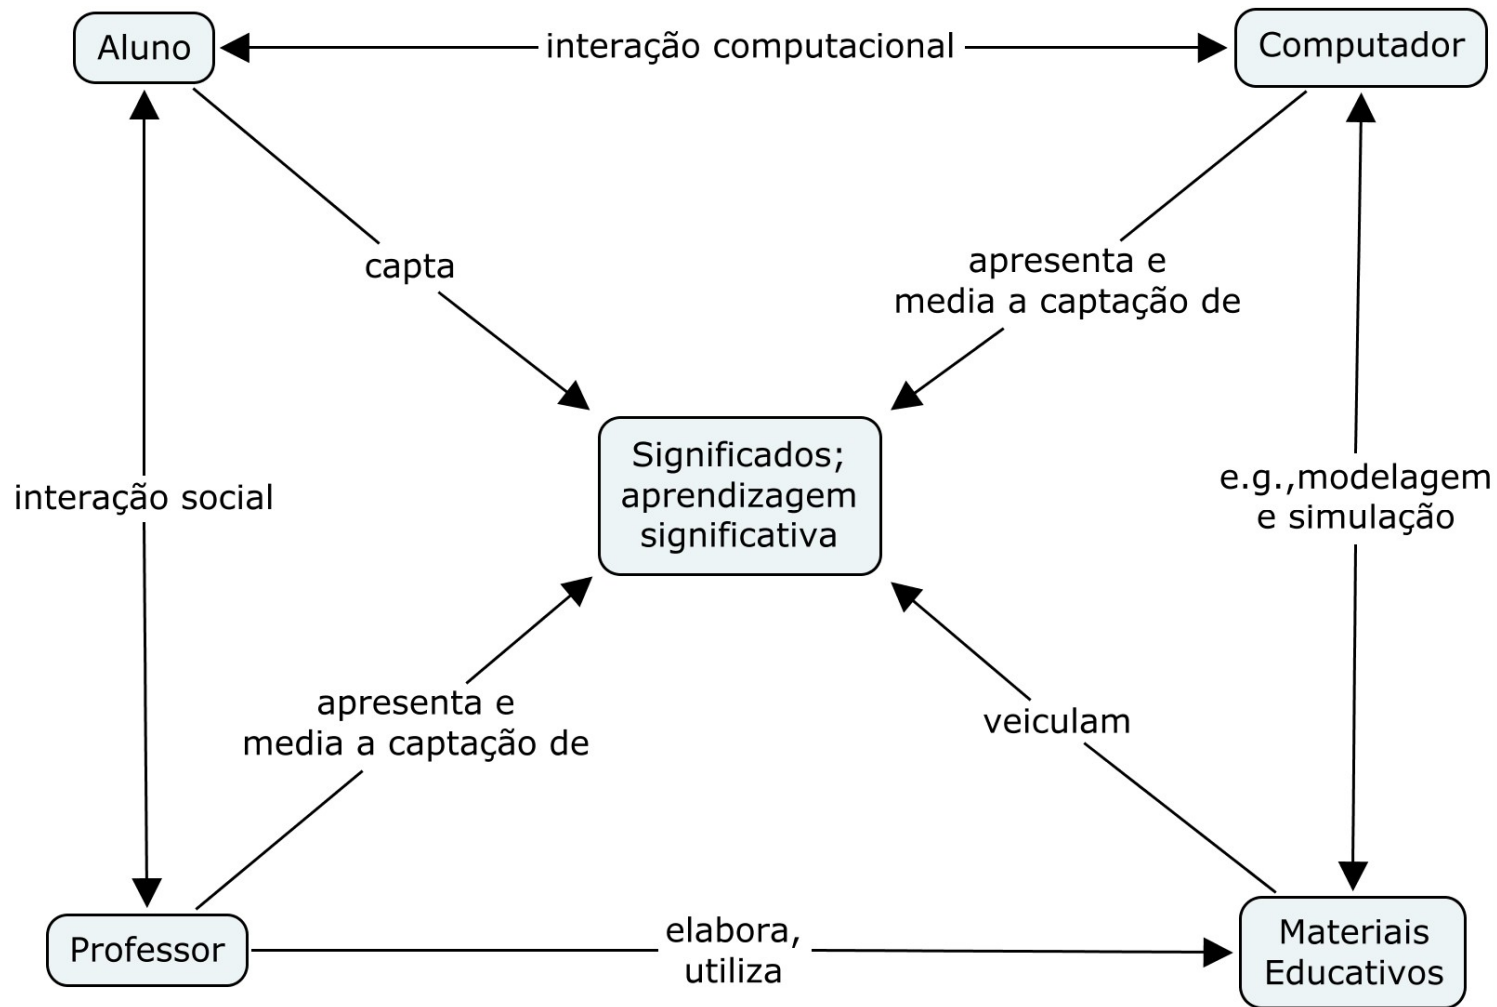 Aluno
interação computacional
Computador
capta
apresenta e
media a captação de
Significados;
aprendizagem
significativa
interação social
e.g.,modelagem
e simulação
apresenta e
media a captação de
veiculam
Professor
elabora,
utiliza
Materiais
Educativos